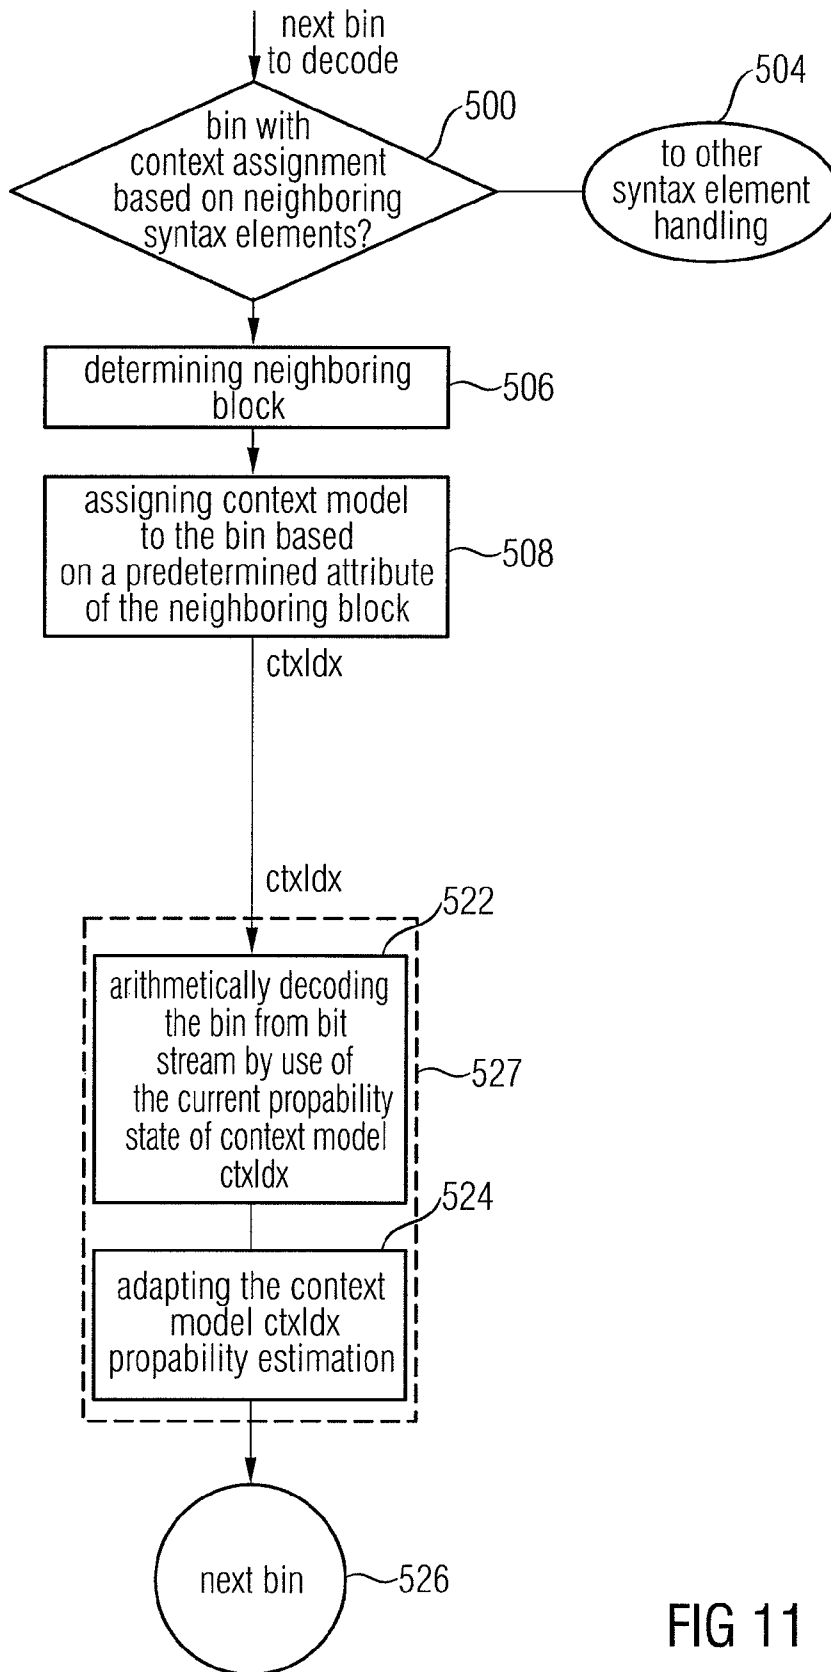 next bin
to decode
500
504
bin with
context assignment
based on neighboring
syntax elements?
to other
syntax element
handling
determining neighboring
block
506
assigning context model
to the bin based
on a predetermined attribute
of the neighboring block
508
ctxIdx
ctxIdx
522
arithmetically decoding
the bin from bit
stream by use of
the current propability
state of context model
ctxIdx
527
524
adapting the context
model ctxIdx
propability estimation
next bin
526
FIG 11